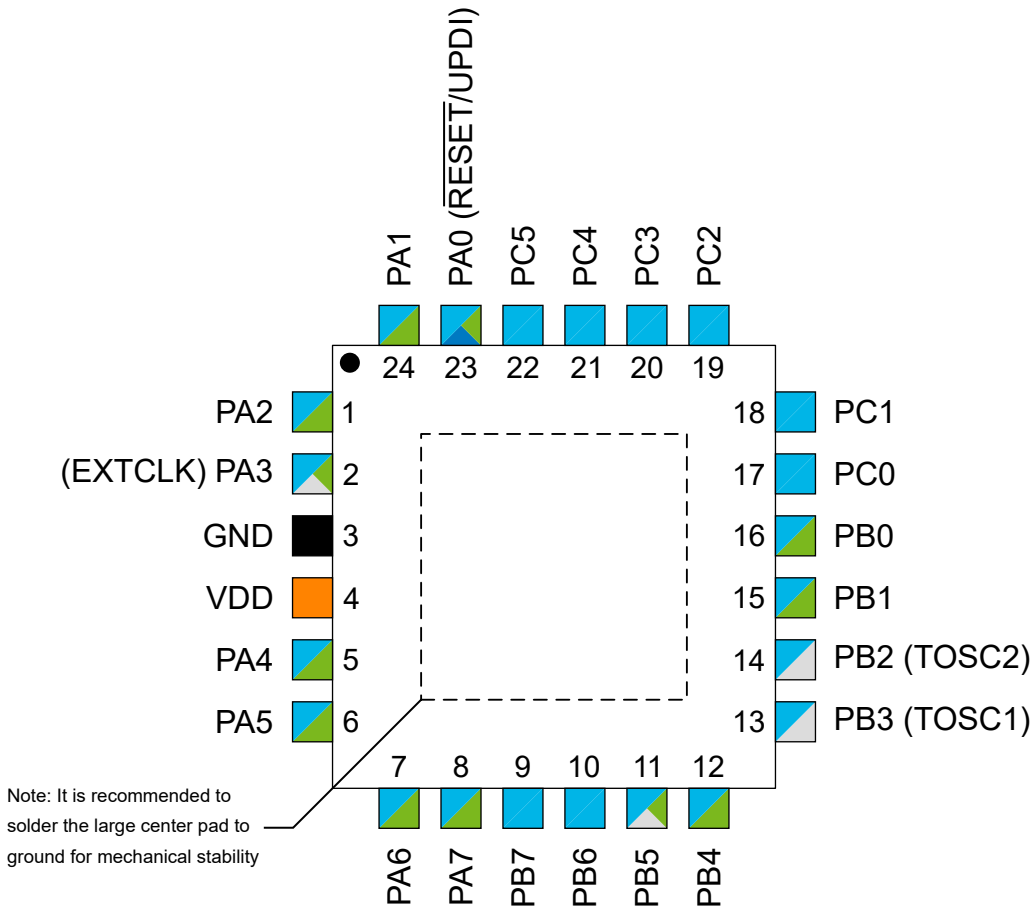 PA0 (RESET/UPDI)
PA1
PC5
PC4
PC3
PC2
24
23
22
21
20
19
PA2
1
18
PC1
(EXTCLK) PA3
2
17
PC0
GND
3
16
PB0
VDD
4
15
PB1
PA4
5
14
PB2 (TOSC2)
PA5
6
13
PB3 (TOSC1)
7
8
9
10
11
12
PA6
PA7
PB7
PB6
PB5
PB4
Note: It is recommended to
solder the large center pad to
ground for mechanical stability